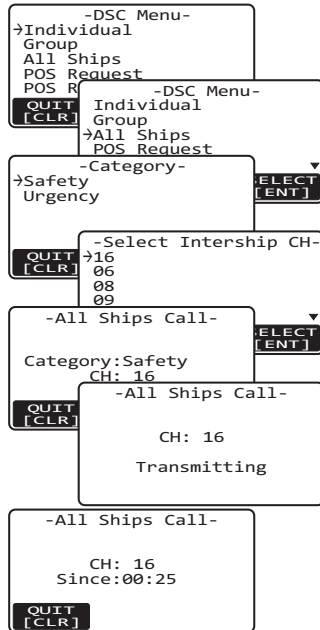 -DSC Menu-
→Individual
Group
All Ships
POS Request
POS R
QUIT
[CLR]
-DSC Menu-
Individual
Group
→All Ships
POS Request
▼
ELECT
[ENT]
-Category-
→Safety
Urgency
QUIT
[CLR]
-Select Intership CH-
→16
06
08
09
▼
ELECT
[ENT]
-All Ships Call-
Category:Safety
CH: 16
QUIT
[CLR]
-All Ships Call-
CH: 16
Transmitting
-All Ships Call-
CH: 16
Since:00:25
QUIT
[CLR]